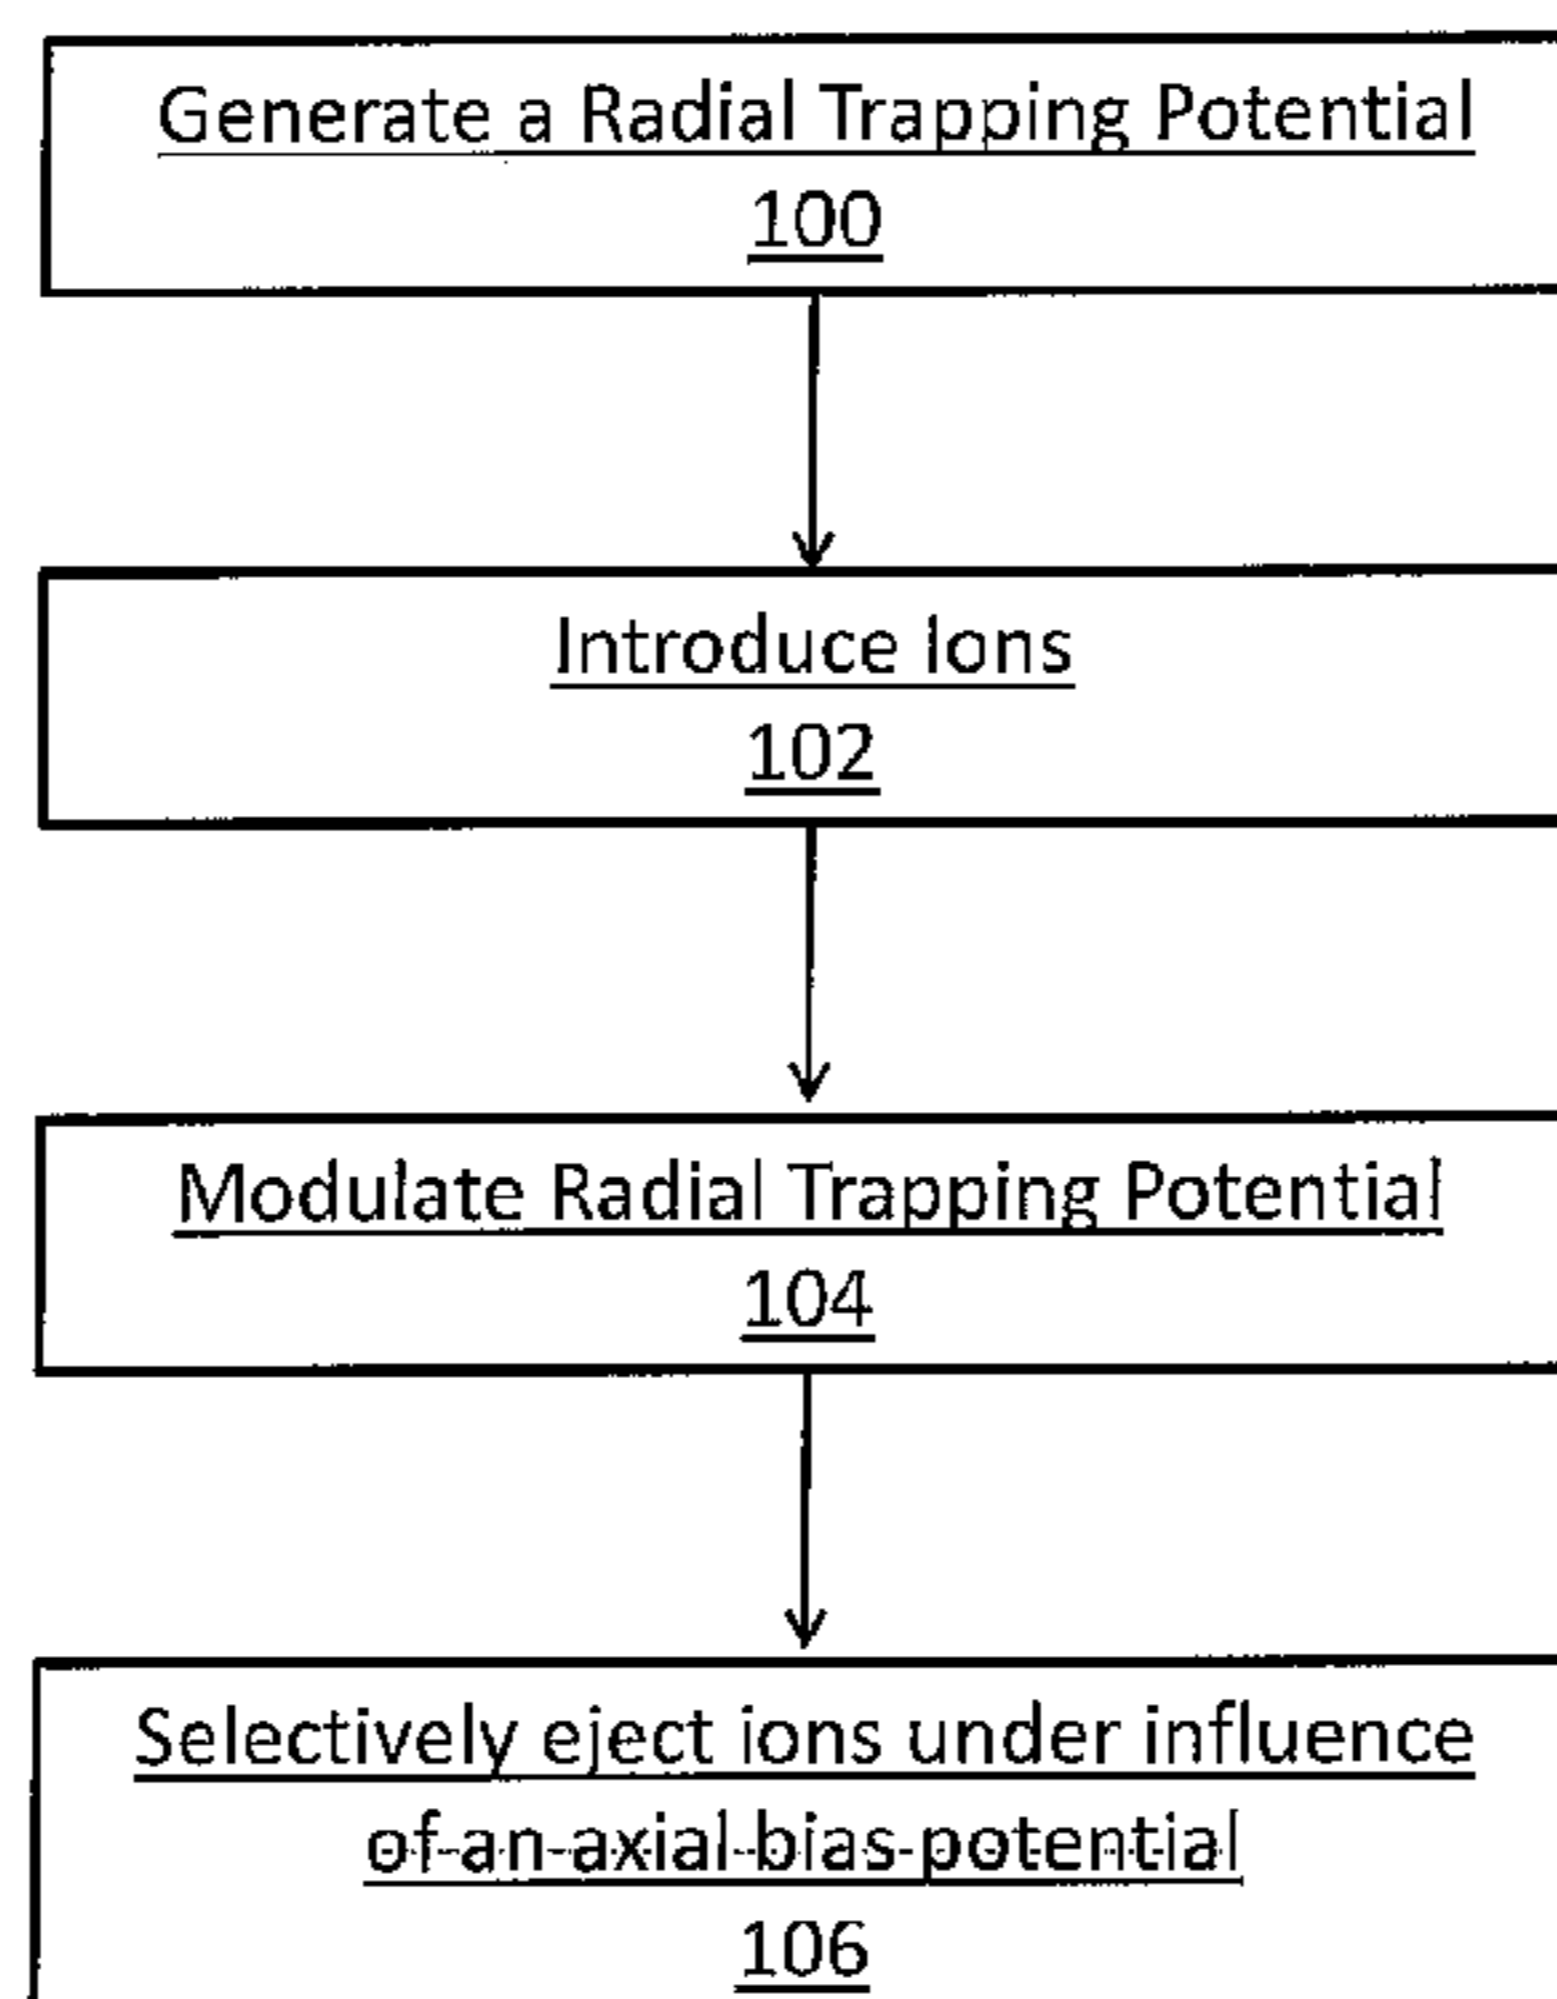 Generate a Radial Trapping Potential
100
Introduce Ions
102
Modulate Radial Trapping Potential
104
Selectively eject ions under influence
of an axial bias potential
106